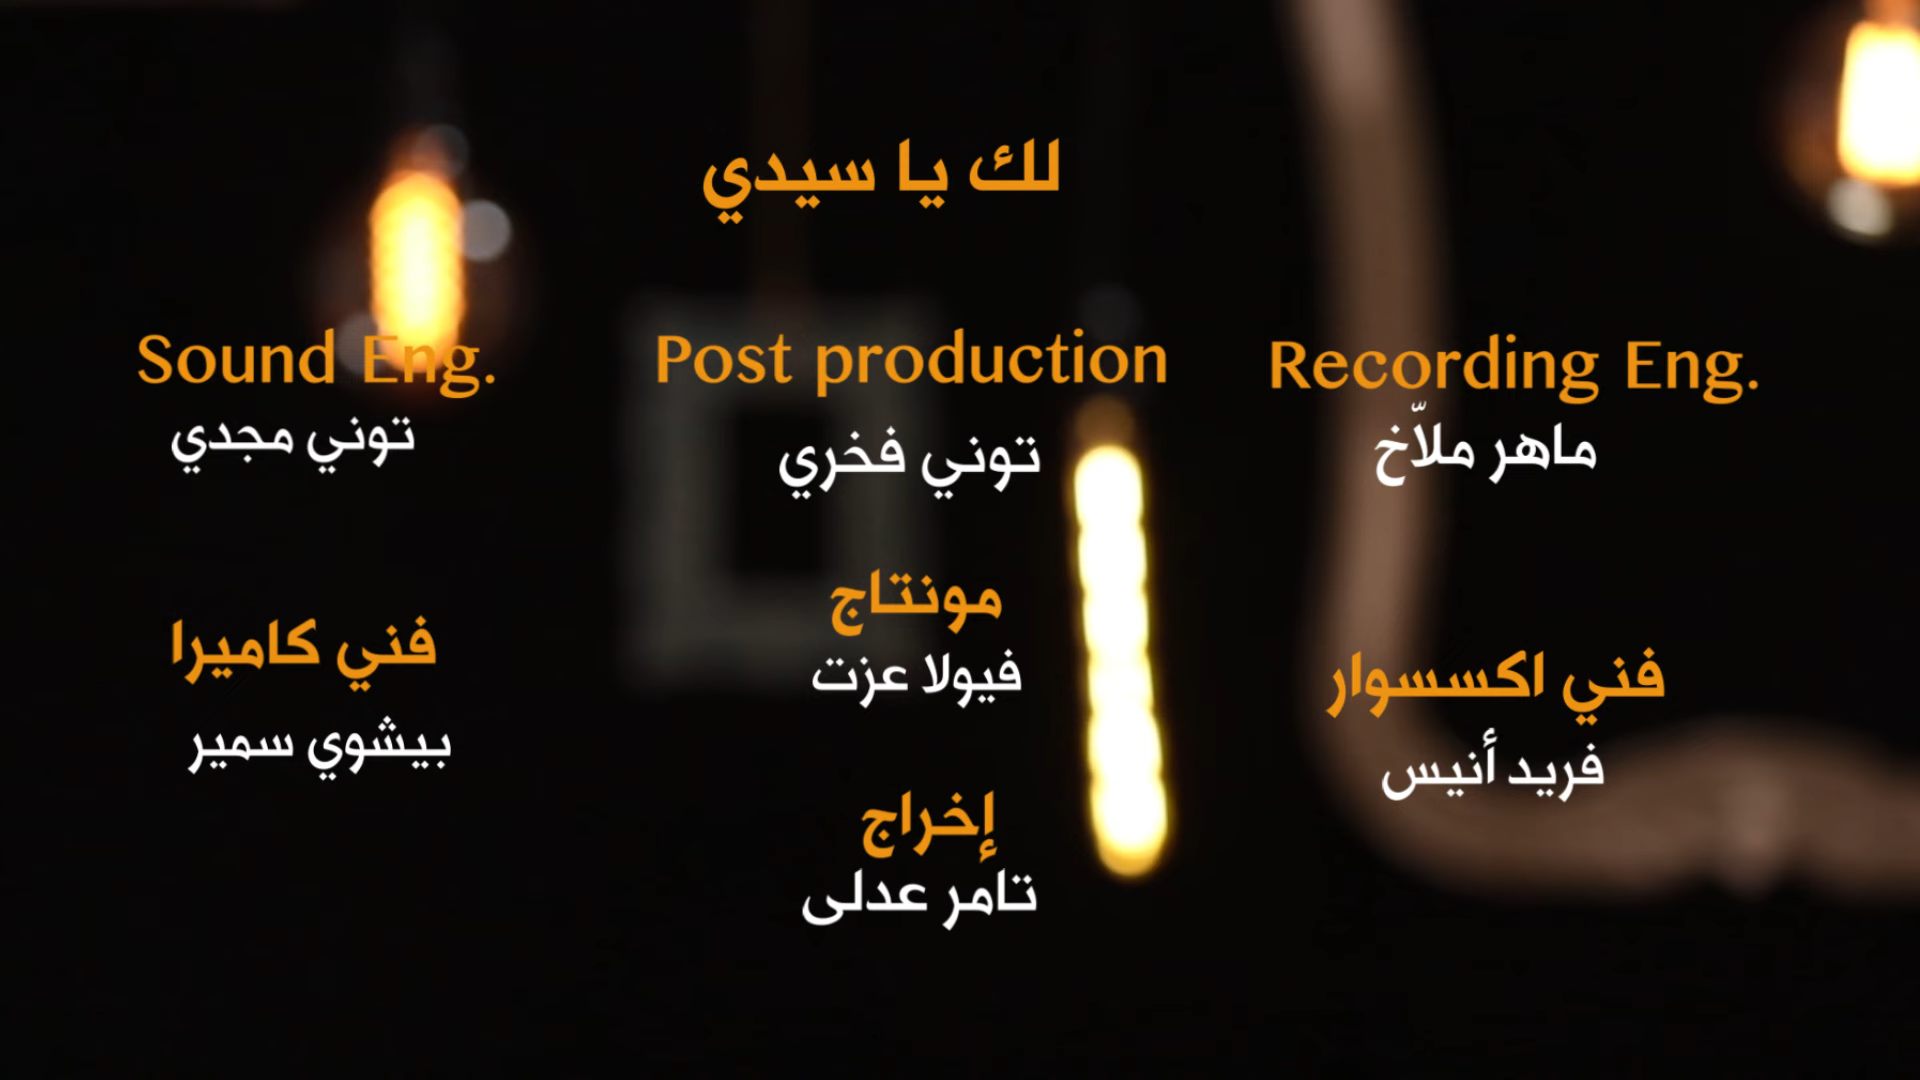 لك يا سيدي
Sound Eng.
توني مجدي
Post production
توني فخري
Recording Eng.
ماهر ملاّخ
فني كاميرا
بيشوي سمير
مونتاج
فيولا عزت
فني اكسسوار
فريد أنيس
إخراج
تامر عدلى